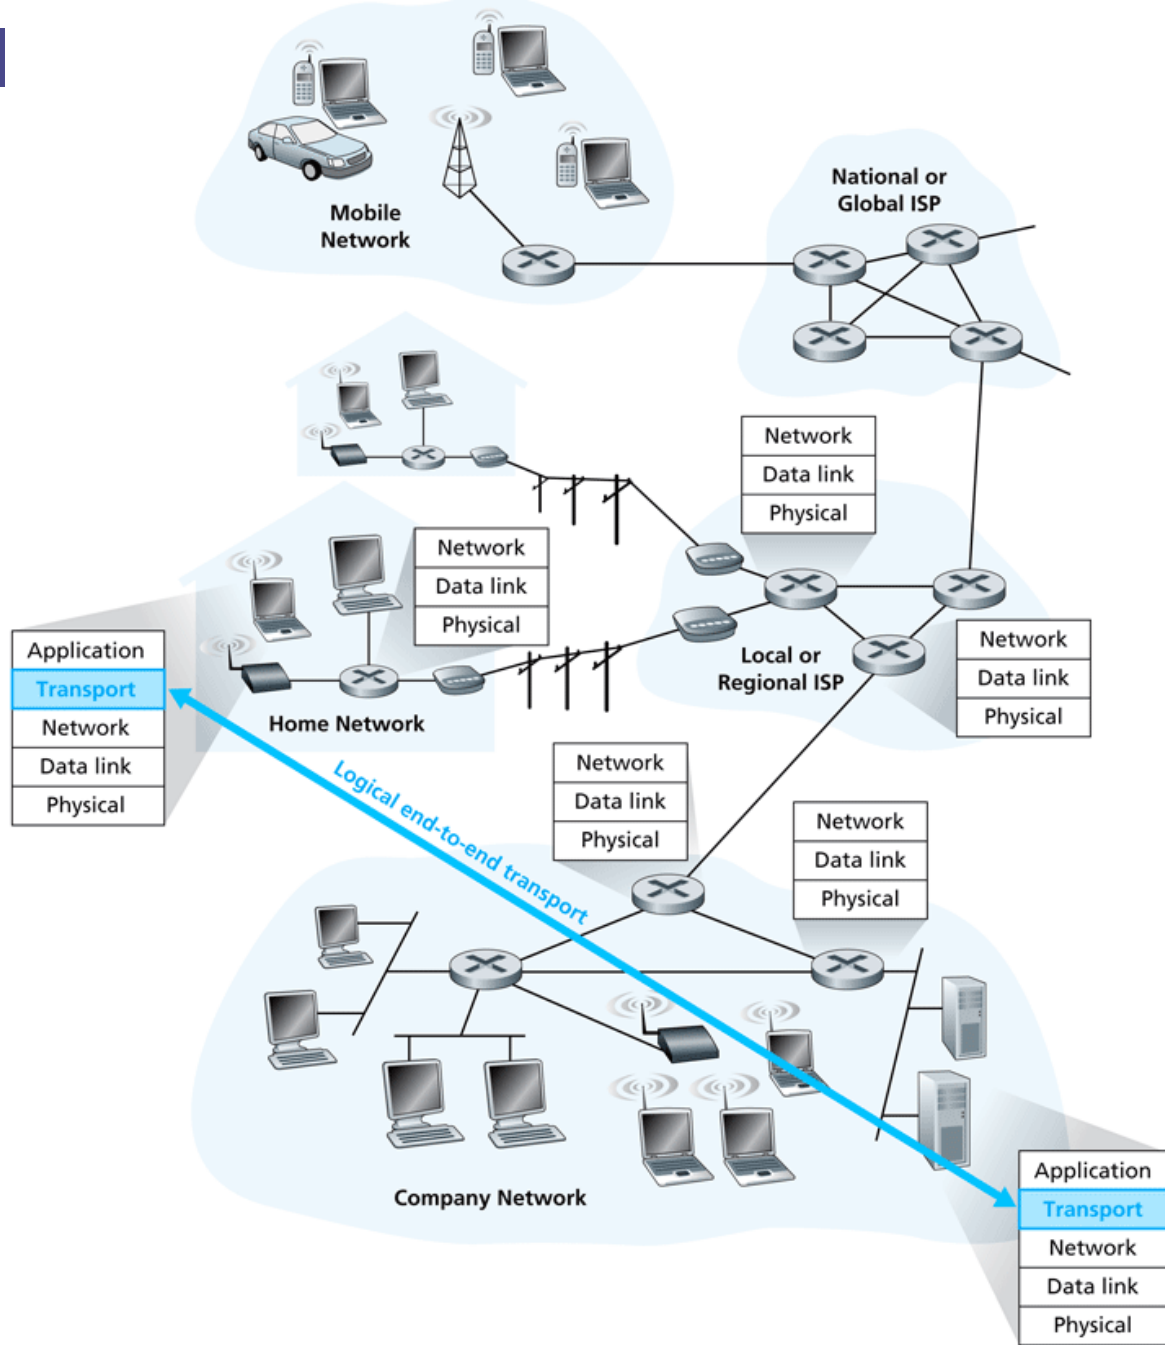 National or
Global ISP
Mobile
Network
Network
Data link
Physical
Network
Data link
Physical
Application
Transport
Network
Data link
Physical
Home Network
Local or
Regional ISP
Network
Data link
Physical
Logical end-to-end transport
Network
Data link
Physical
Network
Data link
Physical
Company Network
Application
Transport
Network
Data link
Physical